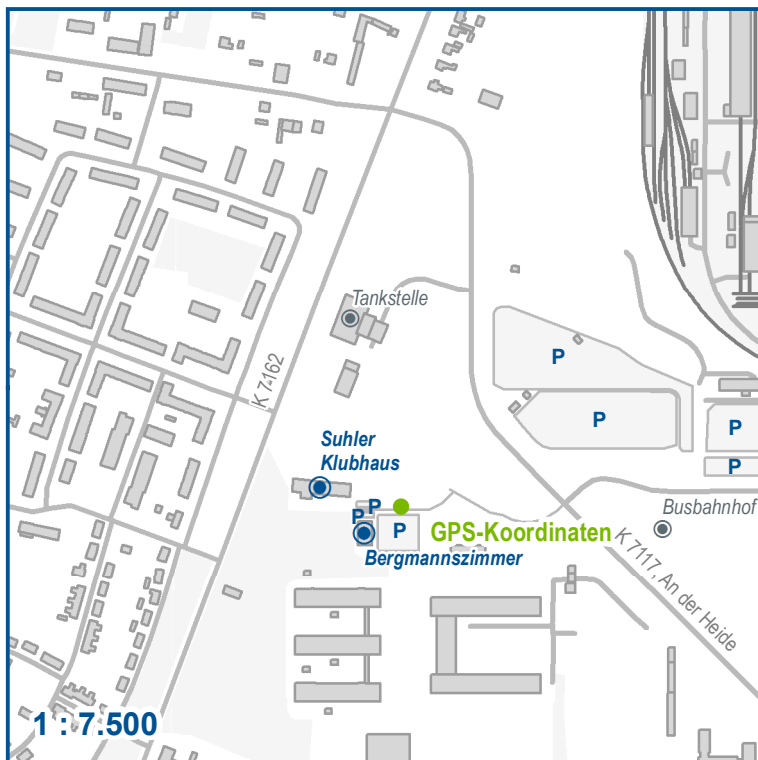 Tankstelle
P
K 7162
P
P
P
Suhler
Klubhaus
P
P
P
GPS-Koordinaten
Busbahnhof
Bergmannszimmer
K 7117, An der Heide
1 : 7.500